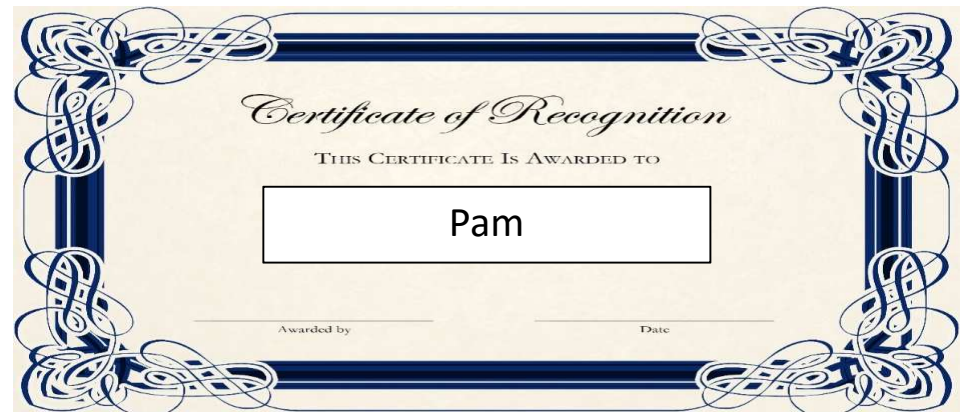 Certificate of Recognition
This Certificate Is Awarded to
Pam
Awarded by Date